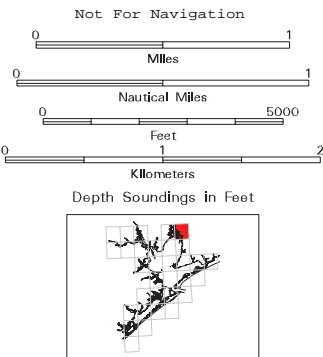 Not For Navigation
0 1
Miles
0 1
Nautical Miles
0 5000
Feet
0 1 2
Kilometers
Depth Soundings in Feet